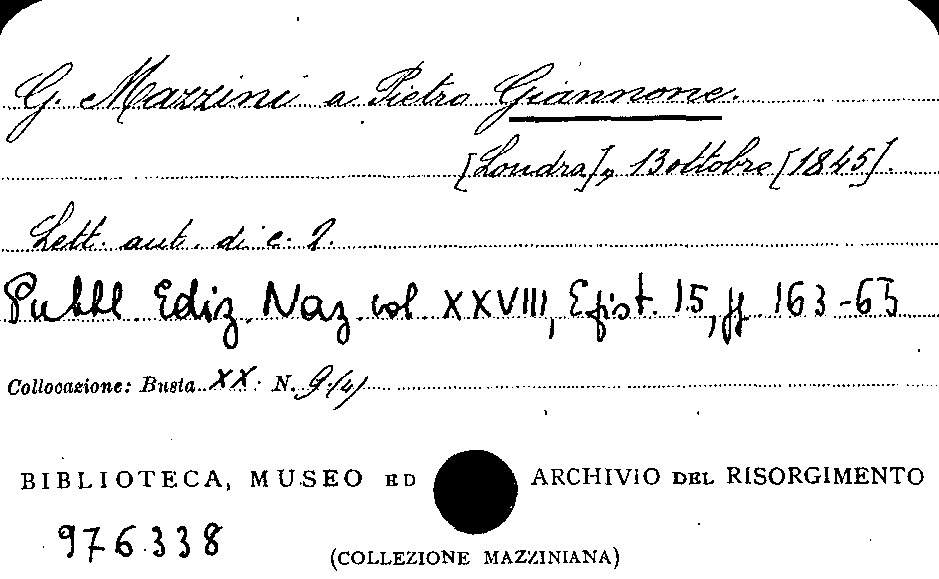 G. Mazzini a Pietro Giannone.
[Londra], 13 ottobre [1845].
Lett. aut. di c. 2.
Pubbl. Ediz. Naz. vol. XXVIII, Epist. 15, pp. 163-65
Collocazione: Busta XX N. 9/(4)
BIBLIOTECA, MUSEO ED ARCHIVIO DEL RISORGIMENTO
976338
(COLLEZIONE MAZZINIANA)